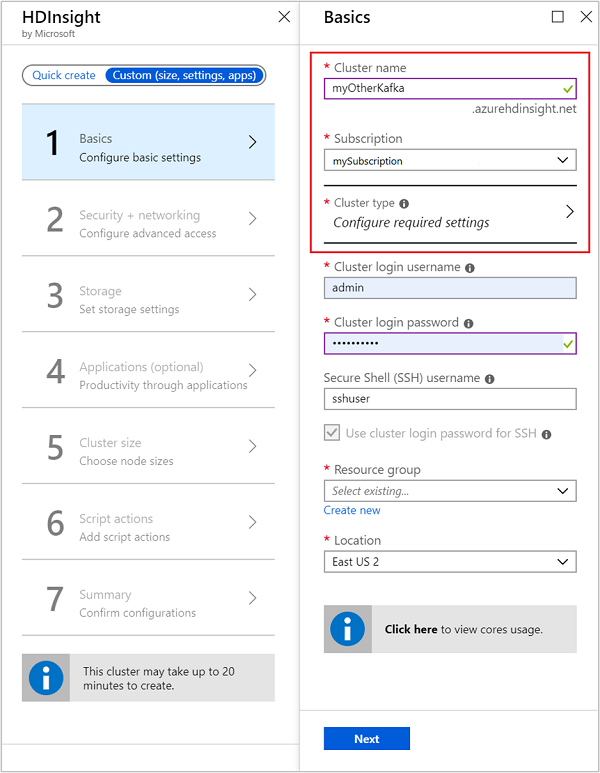 HDInsight
by Microsoft
Quick create
Custom (size, settings, apps)
1
Basics
Configure basic settings
2
Security + networking
Configure advanced access
3
Storage
Set storage settings
4
Applications (optional)
Productivity through applications
5
Cluster size
Choose node sizes
6
Script actions
Add script actions
7
Summary
Confirm configurations
This cluster may take up to 20
minutes to create.
Basics
* Cluster name
myOtherKafka
.azurehdinsight.net
* Subscription
mySubscription
* Cluster type
Configure required settings
* Cluster login username
admin
* Cluster login password
••••••••••
Secure Shell (SSH) username
sshuser
Use cluster login password for SSH
* Resource group
Select existing...
Create new
* Location
East US 2
Click here to view cores usage.
Next